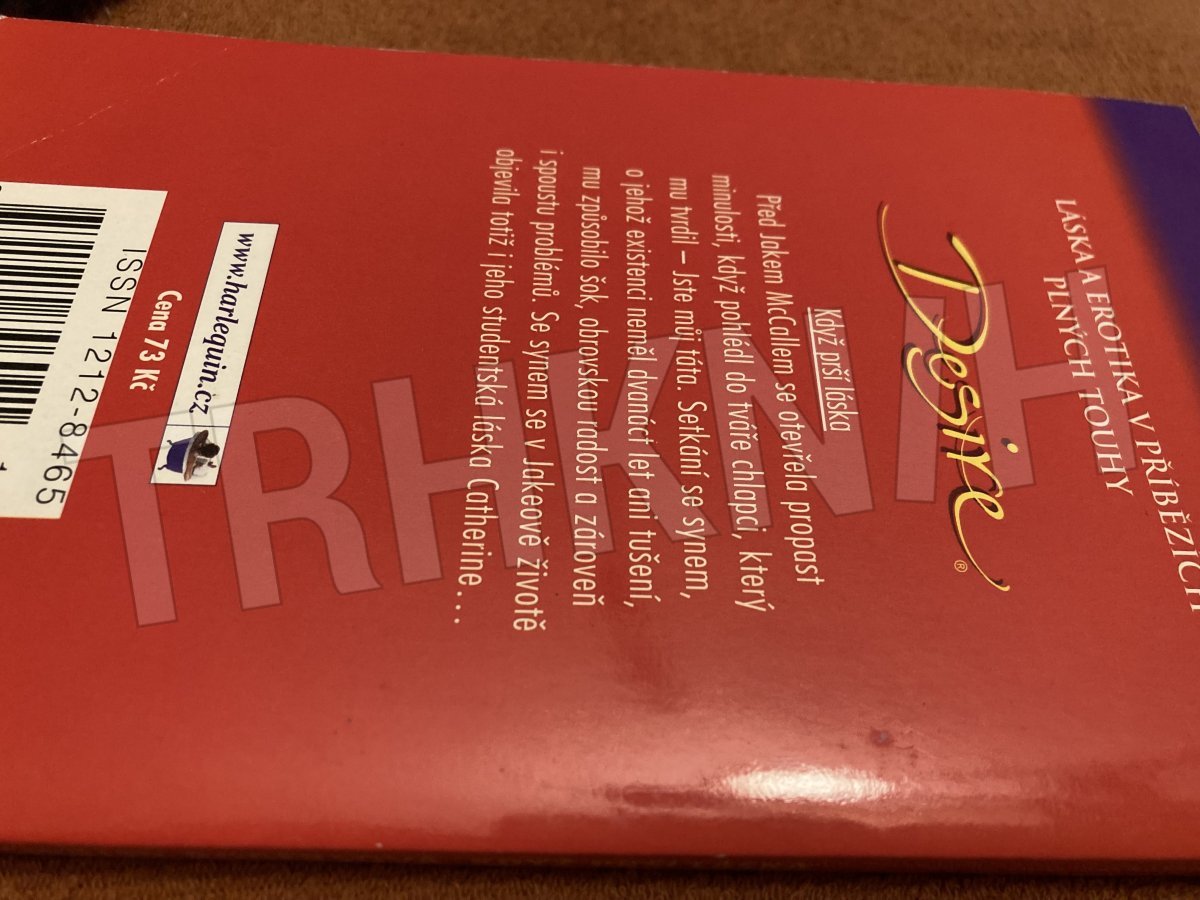 LÁSKA A EROTIKA V PŘÍBĚZÍCH
PLNÝCH TOUHY
Desire®
Když prší láska
Před Jakem McCallem se otevřela propast
minulosti, když pohlédl do tváře chlapci, který
mu tvrdil – Jste můj táta. Setkání se synem,
o jehož existenci neměl dvanáct let ani tušení,
mu způsobilo šok, obrovskou radost a zároveň
i spoustu problémů. Se synem se v Jakeově životě
objevila totiž i jeho studentská láska Catherine…
www.harlequin.cz
Cena 73 Kč
ISSN 1212-8465
TRHKNIH